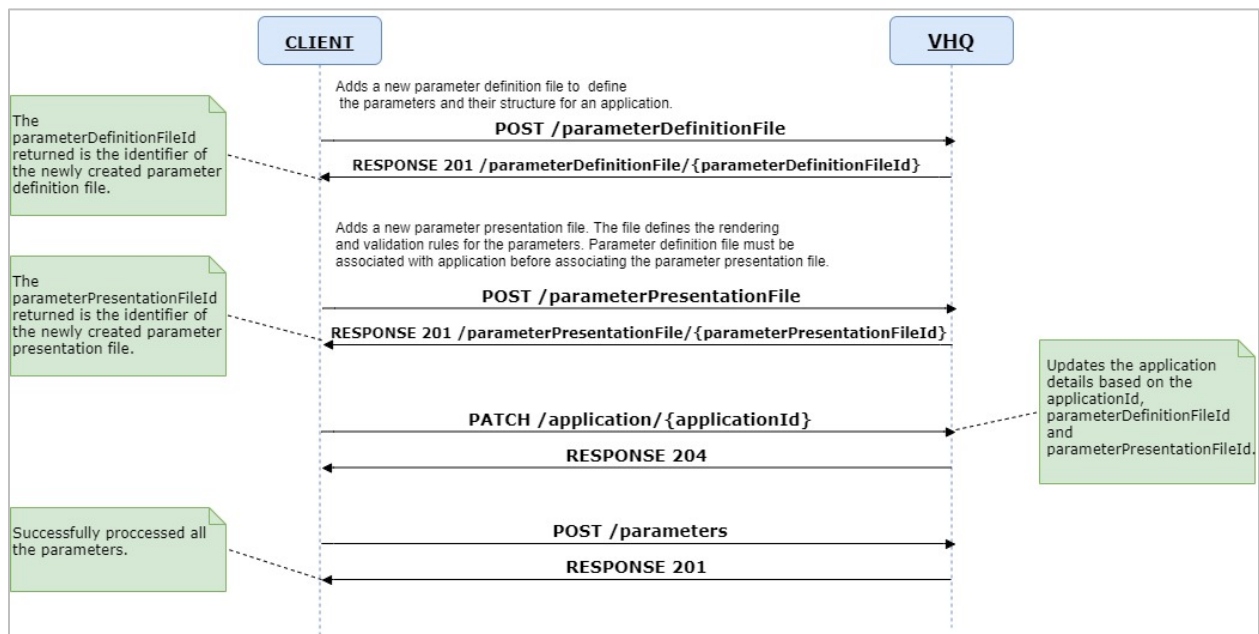 CLIENT
VHQ
Adds a new parameter definition file to define
the parameters and their structure for an application.
POST /parameterDefinitionFile
The
parameterDefinitionFileId
returned is the identifier of
the newly created parameter
definition file.
RESPONSE 201 /parameterDefinitionFile/{parameterDefinitionFileId}
Adds a new parameter presentation file. The file defines the rendering
and validation rules for the parameters. Parameter definition file must be
associated with application before associating the parameter presentation file.
POST /parameterPresentationFile
The
parameterPresentationFileId
returned is the identifier of
the newly created parameter
presentation file.
RESPONSE 201 /parameterPresentationFile/{parameterPresentationFileId}
Updates the application
details based on the
applicationId,
parameterDefinitionFileId
and
parameterPresentationFileId.
PATCH /application/{applicationId}
RESPONSE 204
Successfully proccessed all
the parameters.
POST /parameters
RESPONSE 201